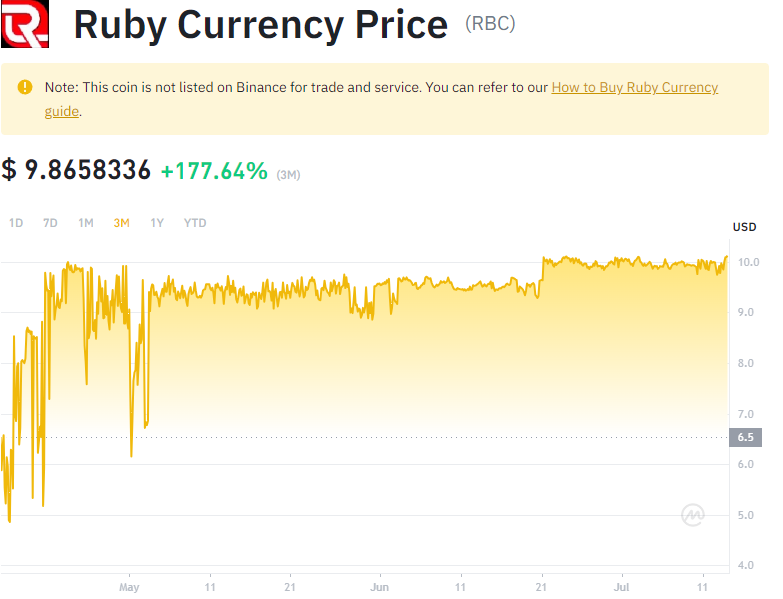 Ruby Currency Price (RBC)
Note: This coin is not listed on Binance for trade and service. You can refer to our How to Buy Ruby Currency
guide.
$ 9.8658336 +177.64% (3M)
1D 7D 1M 3M 1Y YTD
USD
10.0
9.0
8.0
7.0
6.5
6.0
5.0
4.0
May 11 21 Jun 11 21 Jul 11